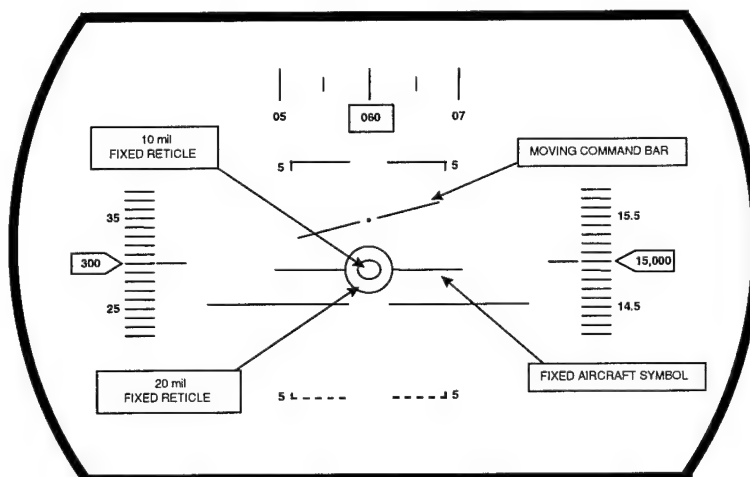 05
060
07
10 mil
FIXED RETICLE
5
5
MOVING COMMAND BAR
35
15.5
300
15,000
25
14.5
20 mil
FIXED RETICLE
FIXED AIRCRAFT SYMBOL
5
5